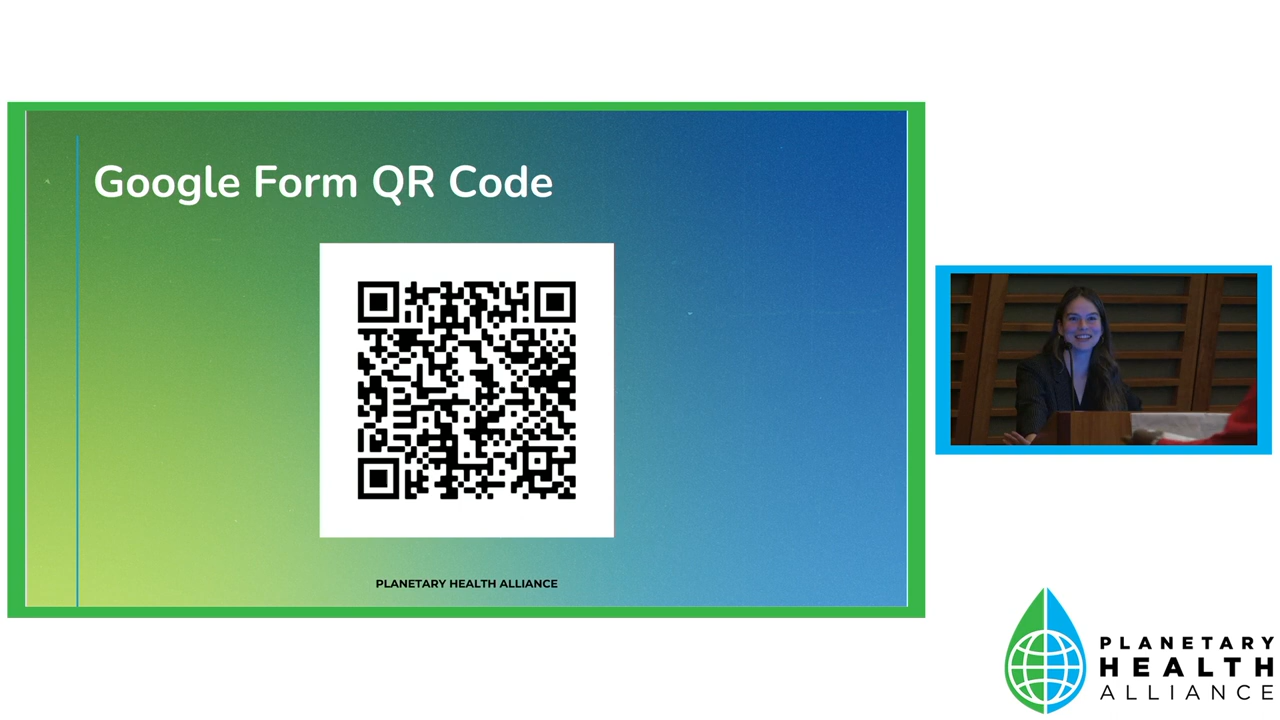 Google Form QR Code
PLANETARY HEALTH ALLIANCE
PLANETARY
HEALTH
ALLIANCE